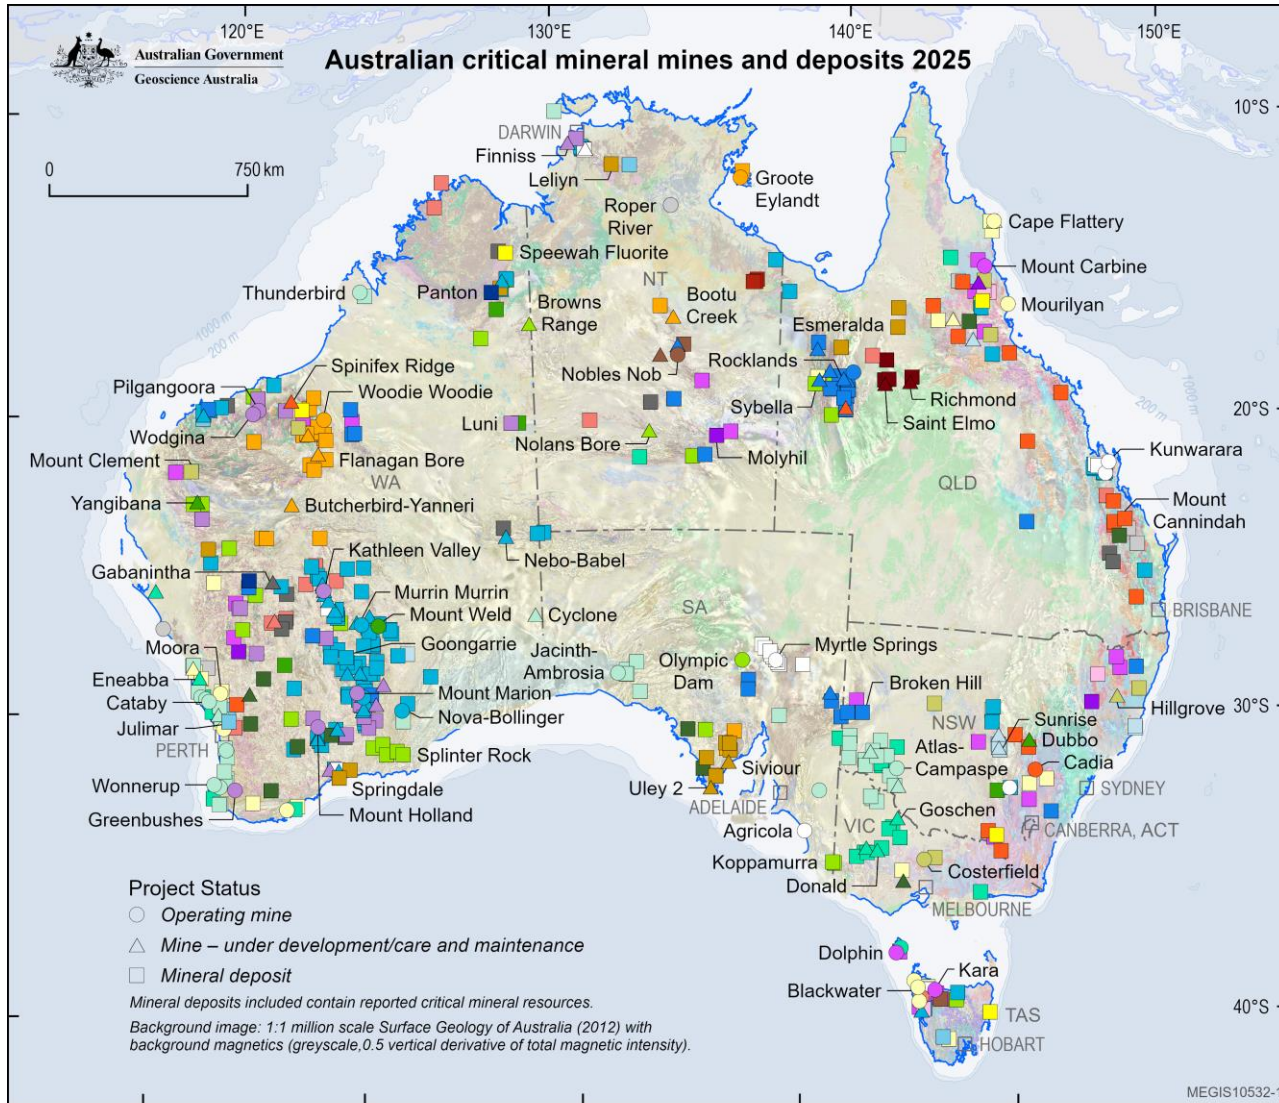 120°E
130°E
140°E
150°E
Australian Government
Geoscience Australia
Australian critical mineral mines and deposits 2025
10°S
0
750 km
DARWIN
Finniss
Leliyn
Groote
Eylandt
Roper
River
Cape Flattery
Speewah Fluorite
NT
Mount Carbine
Thunderbird
Panton
Browns
Range
Bootu
Creek
Mourilyan
Esmeralda
1000 m
200 m
Spinifex Ridge
Rocklands
Pilgangoora
Woodie Woodie
Nobles Nob
Richmond
1000 m
200 m
20°S
Wodgina
Luni
Sybella
Saint Elmo
Nolans Bore
Kunwarara
Mount Clement
Flanagan Bore
Molyhil
WA
QLD
Yangibana
Butcherbird-Yanneri
Mount
Cannindah
Kathleen Valley
Nebo-Babel
Gabanintha
Murrin Murrin
Mount Weld
Cyclone
SA
BRISBANE
Moora
Goongarrie
Jacinth-
Ambrosia
Olympic
Dam
Myrtle Springs
Eneabba
Cataby
Mount Marion
Broken Hill
Hillgrove
30°S
Julimar
Nova-Bollinger
NSW
Sunrise
PERTH
Dubbo
Splinter Rock
Atlas-
Campaspe
Cadia
Siviour
Wonnerup
Springdale
Uley 2
SYDNEY
ADELAIDE
Goschen
Greenbushes
Mount Holland
Agricola
VIC
CANBERRA, ACT
Koppamurra
Costerfield
Donald
MELBOURNE
Project Status
Operating mine
Mine – under development/care and maintenance
Mineral deposit
Dolphin
Kara
Blackwater
Mineral deposits included contain reported critical mineral resources.
TAS
40°S
Background image: 1:1 million scale Surface Geology of Australia (2012) with
background magnetics (greyscale,0.5 vertical derivative of total magnetic intensity).
HOBART
MEGIS10532-1